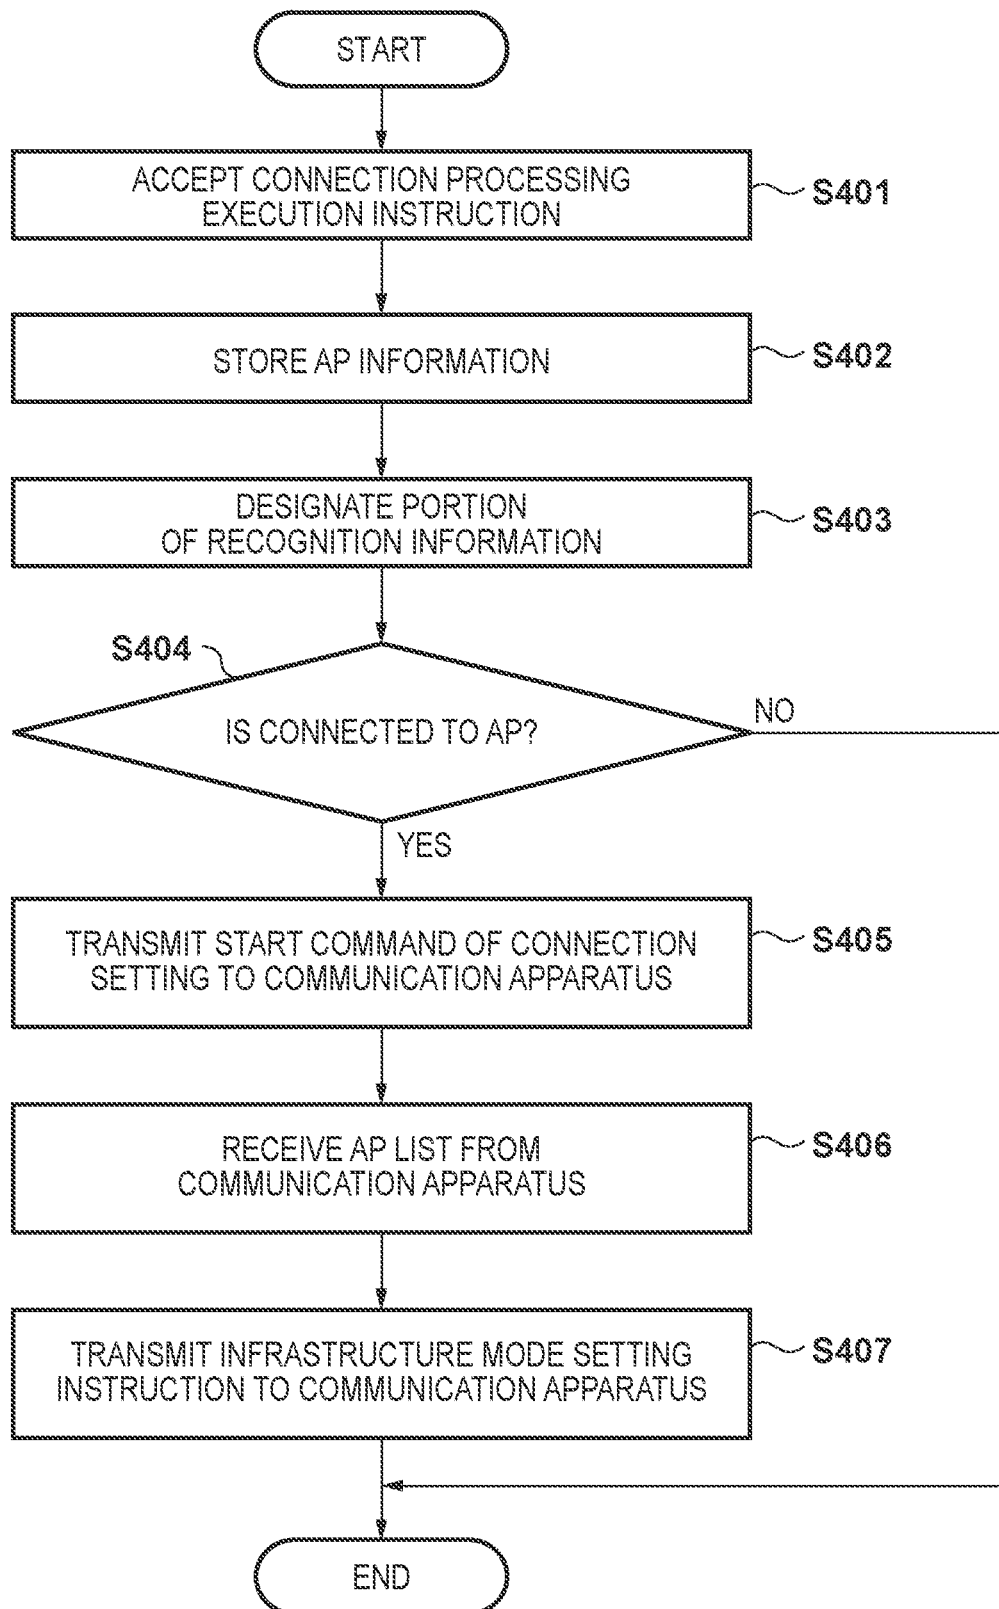 START
ACCEPT CONNECTION PROCESSING
EXECUTION INSTRUCTION
S401
STORE AP INFORMATION
S402
DESIGNATE PORTION
OF RECOGNITION INFORMATION
S403
S404
IS CONNECTED TO AP?
NO
YES
TRANSMIT START COMMAND OF CONNECTION
SETTING TO COMMUNICATION APPARATUS
S405
RECEIVE AP LIST FROM
COMMUNICATION APPARATUS
S406
TRANSMIT INFRASTRUCTURE MODE SETTING
INSTRUCTION TO COMMUNICATION APPARATUS
S407
END